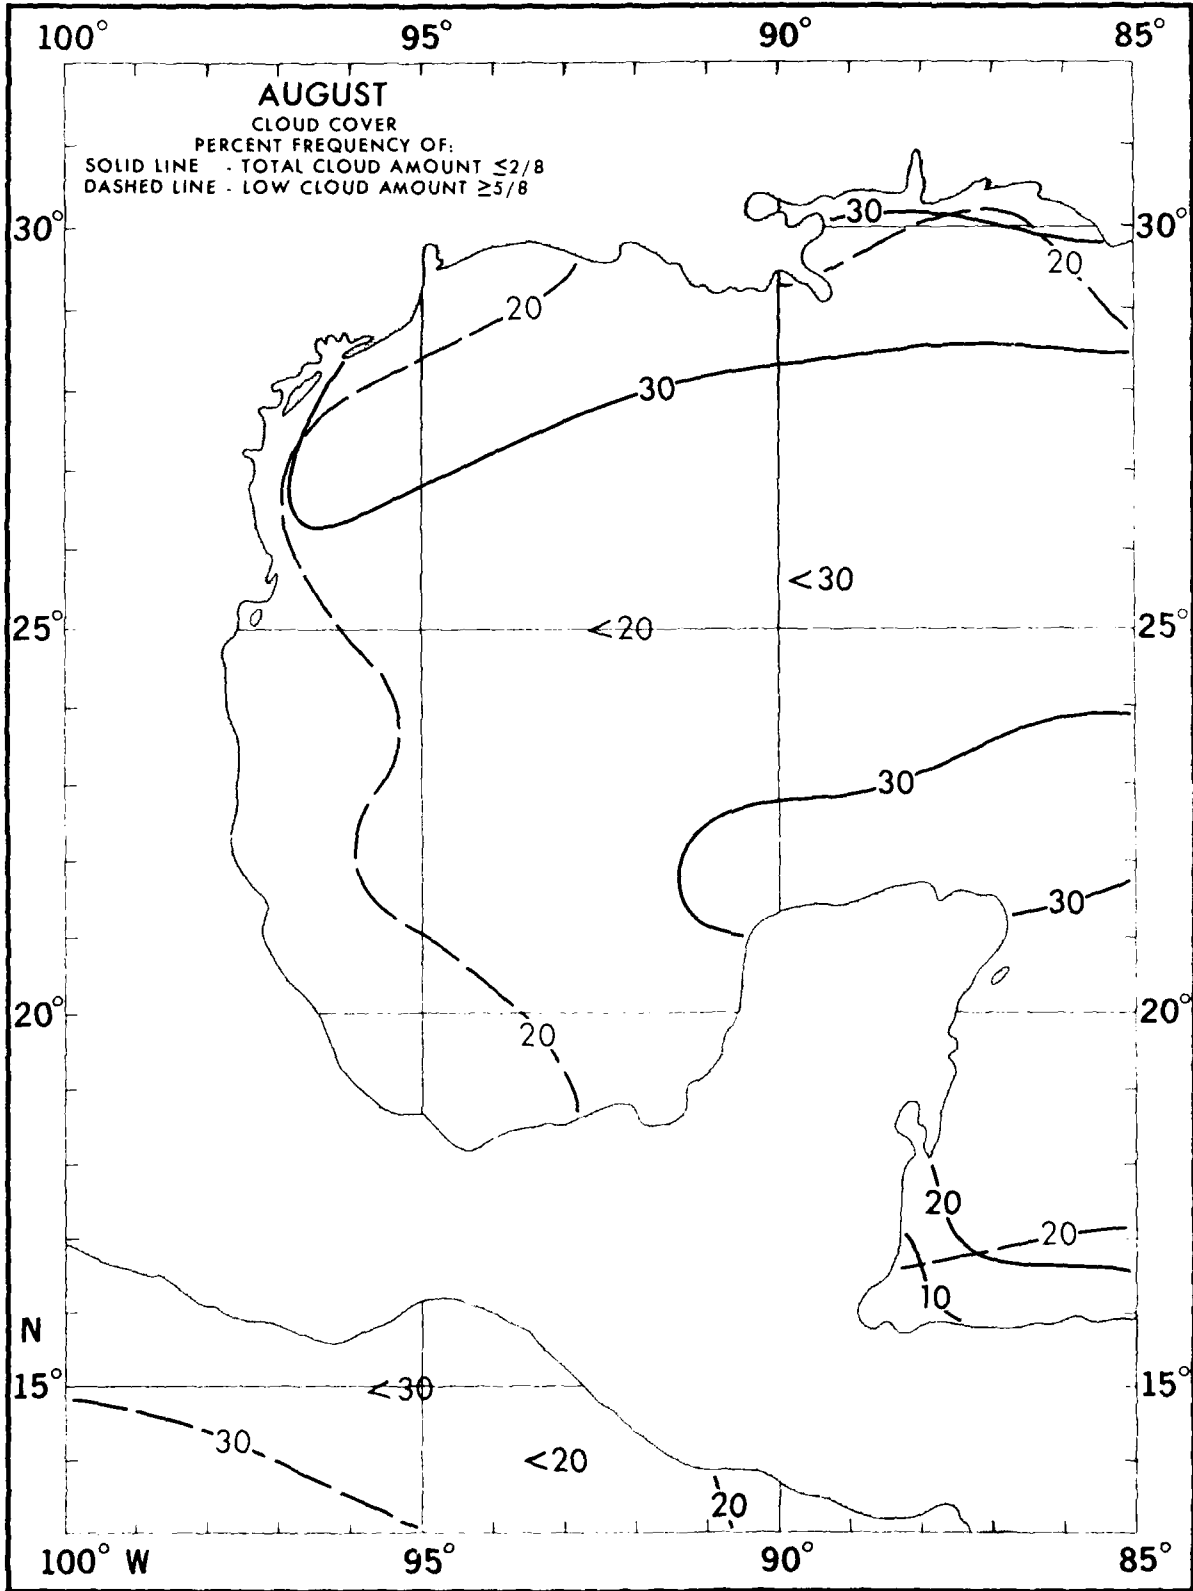 100° 95° 90° 85°
AUGUST
CLOUD COVER
PERCENT FREQUENCY OF:
SOLID LINE - TOTAL CLOUD AMOUNT ≤2/8
DASHED LINE - LOW CLOUD AMOUNT ≥5/8
30
30° 30°
20
20
30
<30
25° <20 25°
30
30
20° 20°
20
20
20
10
N
15° <30 15°
30
<20
20
100° W 95° 90° 85°